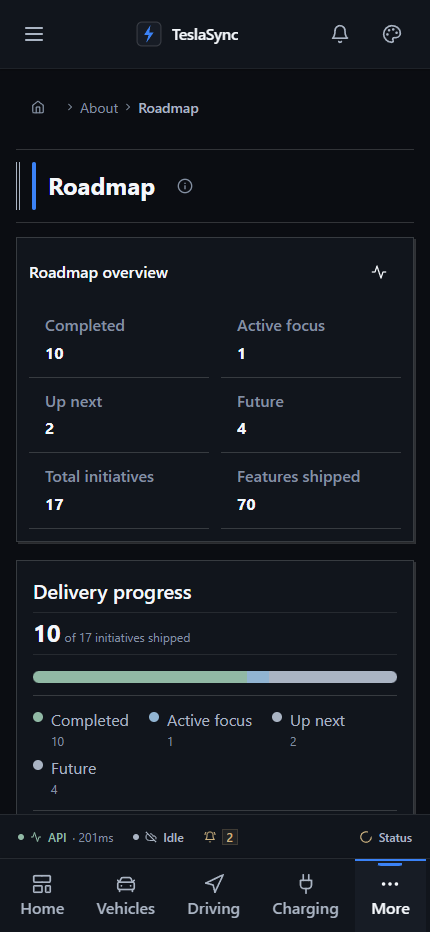 TeslaSync
About
Roadmap
Roadmap
Roadmap overview
Completed
10
Active focus
1
Up next
2
Future
4
Total initiatives
17
Features shipped
70
Delivery progress
10 of 17 initiatives shipped
Completed
10
Active focus
1
Up next
2
Future
4
API · 201ms
Idle
2
Status
Home
Vehicles
Driving
Charging
More